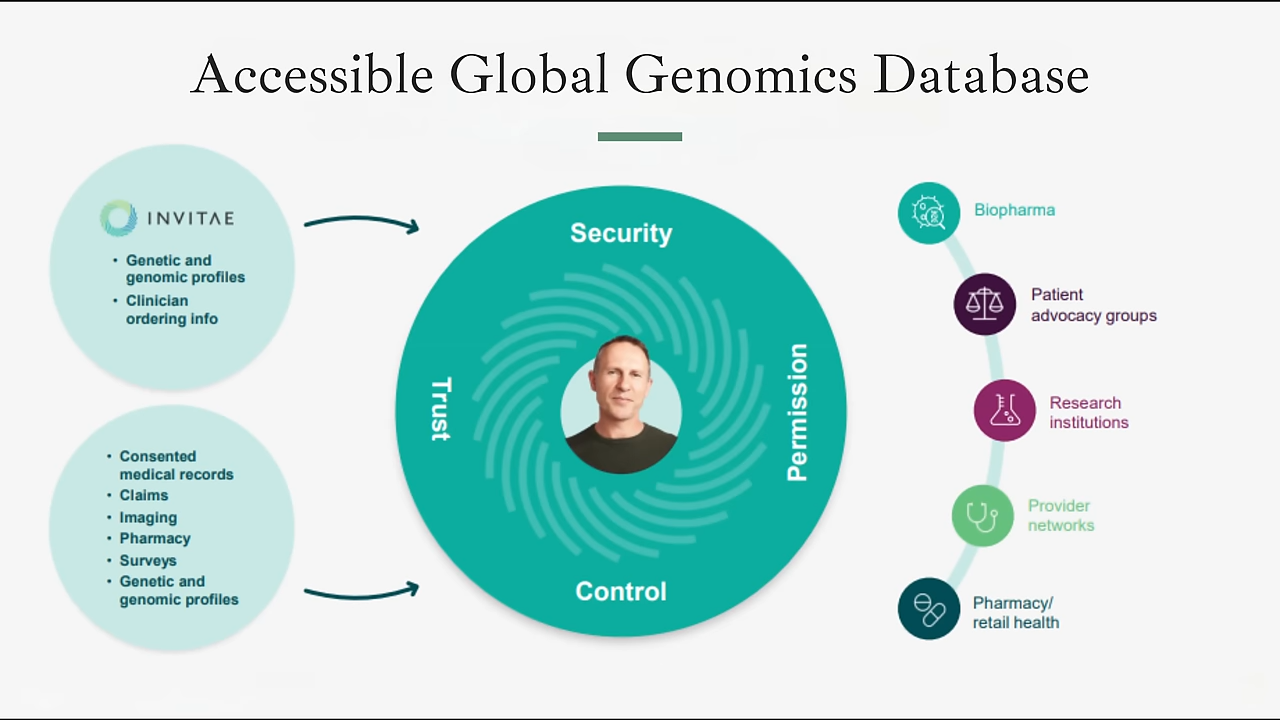 Accessible Global Genomics Database
INVITAE
• Genetic and
genomic profiles
• Clinician
ordering info
• Consented
medical records
• Claims
• Imaging
• Pharmacy
• Surveys
• Genetic and
genomic profiles
Security
Trust
Permission
Control
Biopharma
Patient
advocacy groups
Research
institutions
Provider
networks
Pharmacy/
retail health